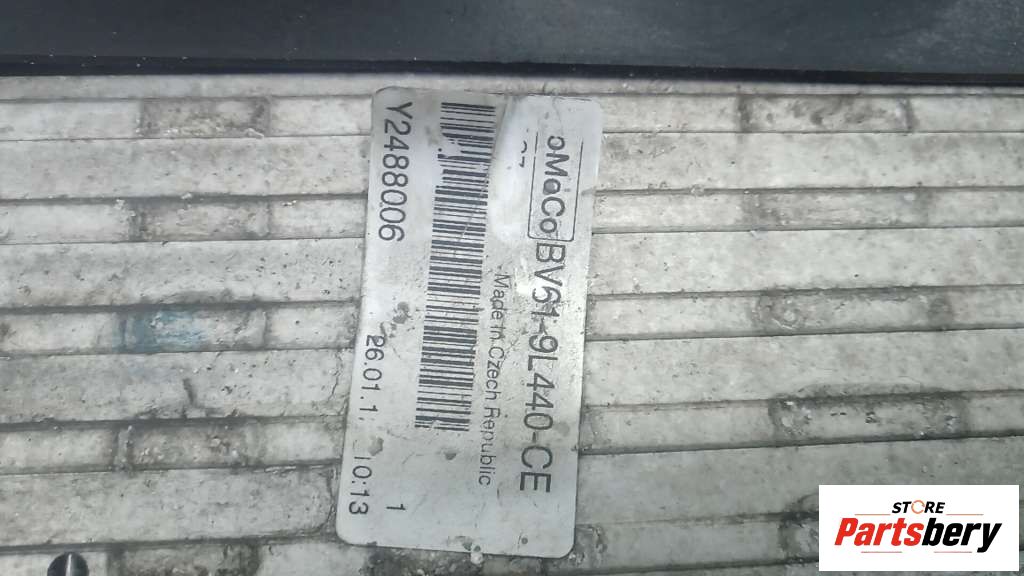 oMoCo BV61-9L440-CE
Made in Czech Republic
Y2488006
26.01.1 10:13 1
STORE
Partsbery